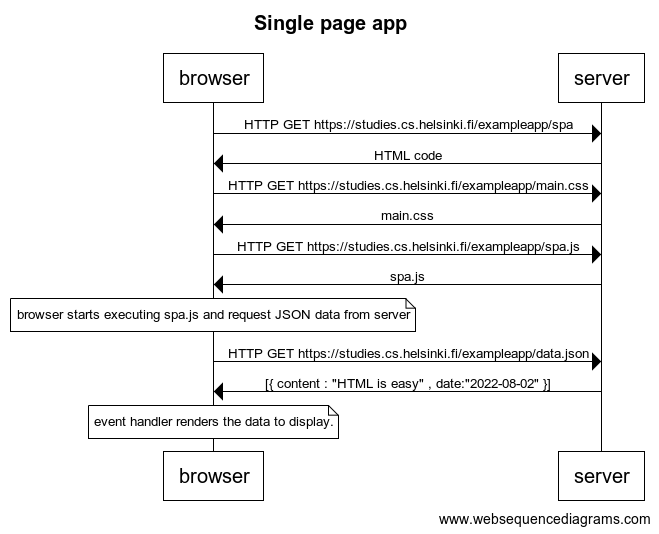 Single page app
browser server
HTTP GET https://studies.cs.helsinki.fi/exampleapp/spa
HTML code
HTTP GET https://studies.cs.helsinki.fi/exampleapp/main.css
main.css
HTTP GET https://studies.cs.helsinki.fi/exampleapp/spa.js
spa.js
browser starts executing spa.js and request JSON data from server
HTTP GET https://studies.cs.helsinki.fi/exampleapp/data.json
[{ content : "HTML is easy" , date:"2022-08-02" }]
event handler renders the data to display.
browser server
www.websequencediagrams.com